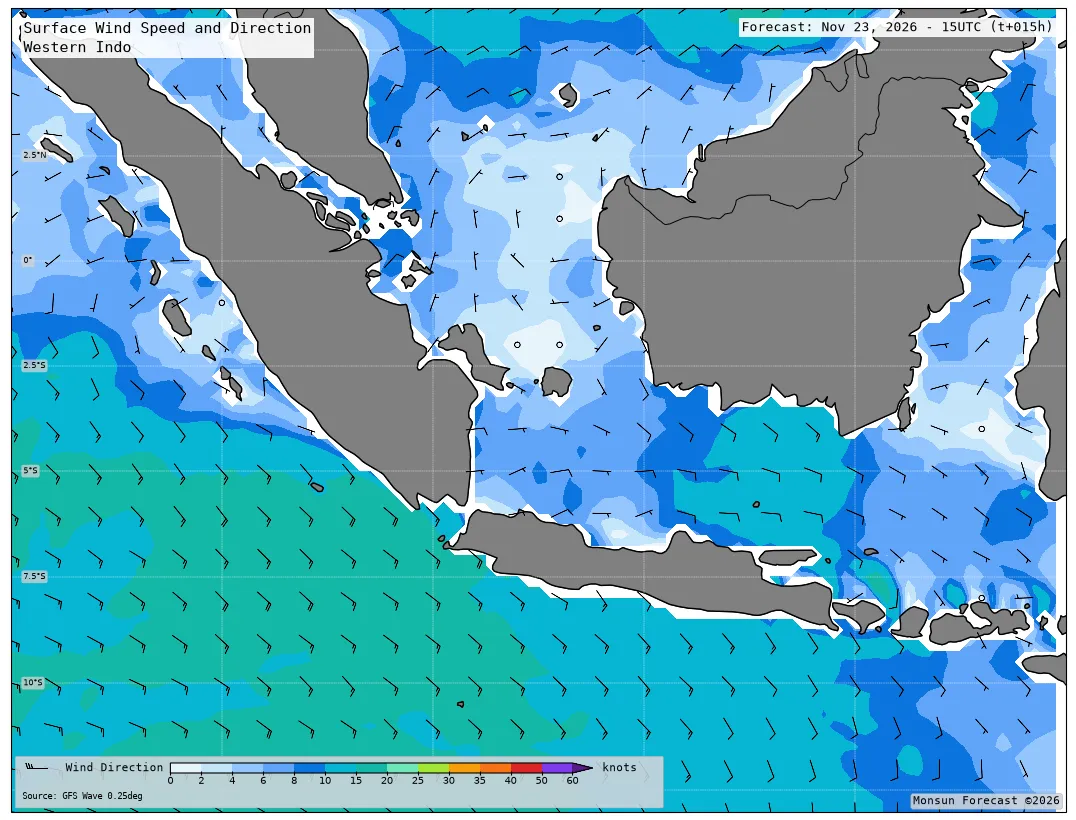 Surface Wind Speed and Direction
Western Indo
Forecast: Nov 23, 2026 - 15UTC (t+015h)
2.5°N
0°
2.5°S
5°S
7.5°S
10°S
Wind Direction
knots
0 2 4 6 8 10 15 20 25 30 35 40 50 60
Source: GFS Wave 0.25deg
Monsun Forecast ©2026